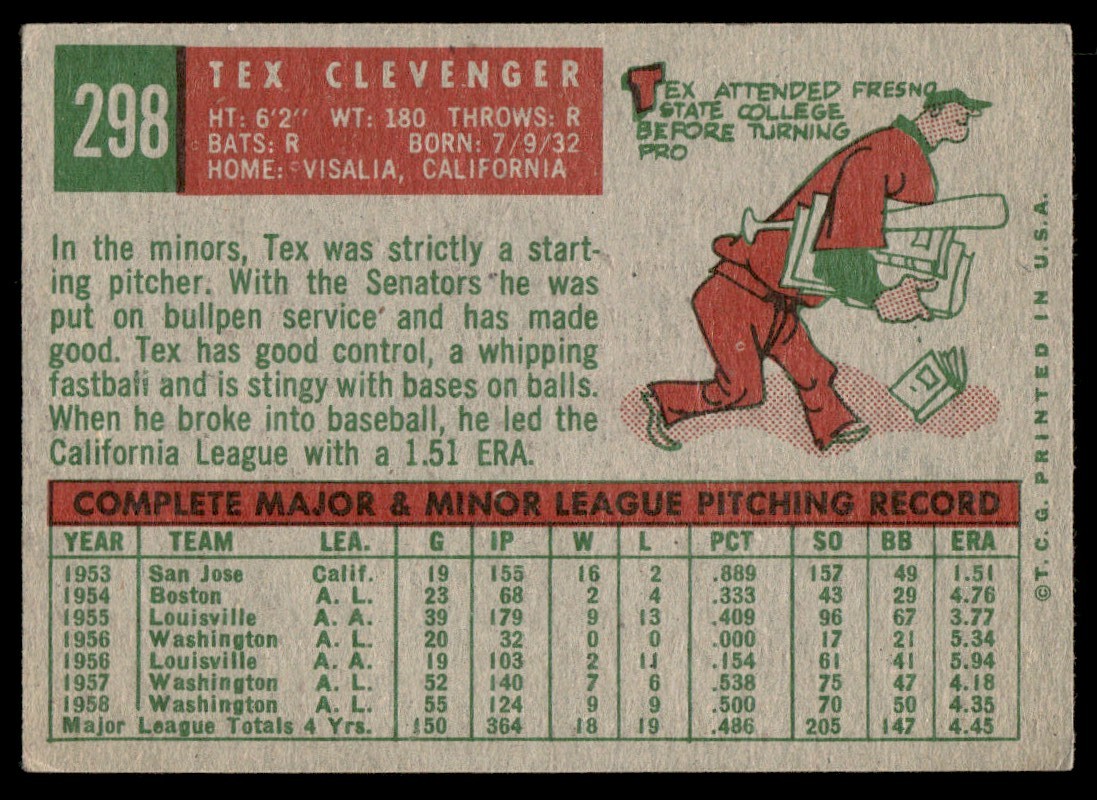 298
TEX CLEVENGER
HT: 6'2" WT: 180 THROWS: R
BATS: R BORN: 7/9/32
HOME: VISALIA, CALIFORNIA
TEX ATTENDED FRESNO
STATE COLLEGE
BEFORE TURNING
PRO
In the minors, Tex was strictly a start-
ing pitcher. With the Senators he was
put on bullpen service and has made
good. Tex has good control, a whipping
fastball and is stingy with bases on balls.
When he broke into baseball, he led the
California League with a 1.51 ERA.
COMPLETE MAJOR & MINOR LEAGUE PITCHING RECORD
YEAR TEAM LEA. G IP W L PCT SO BB ERA
1953 San Jose Calif. 19 155 16 2 .889 157 49 1.51
1954 Boston A. L. 23 68 2 4 .333 43 29 4.76
1955 Louisville A. A. 39 179 9 13 .409 96 67 3.77
1956 Washington A. L. 20 32 0 0 .000 17 21 5.34
1956 Louisville A. A. 19 103 2 11 .154 61 41 5.94
1957 Washington A. L. 52 140 7 6 .538 75 47 4.18
1958 Washington A. L. 55 124 9 9 .500 70 50 4.35
Major League Totals 4 Yrs. 150 364 18 19 .486 205 147 4.45
©T. C. G. PRINTED IN U.S.A.